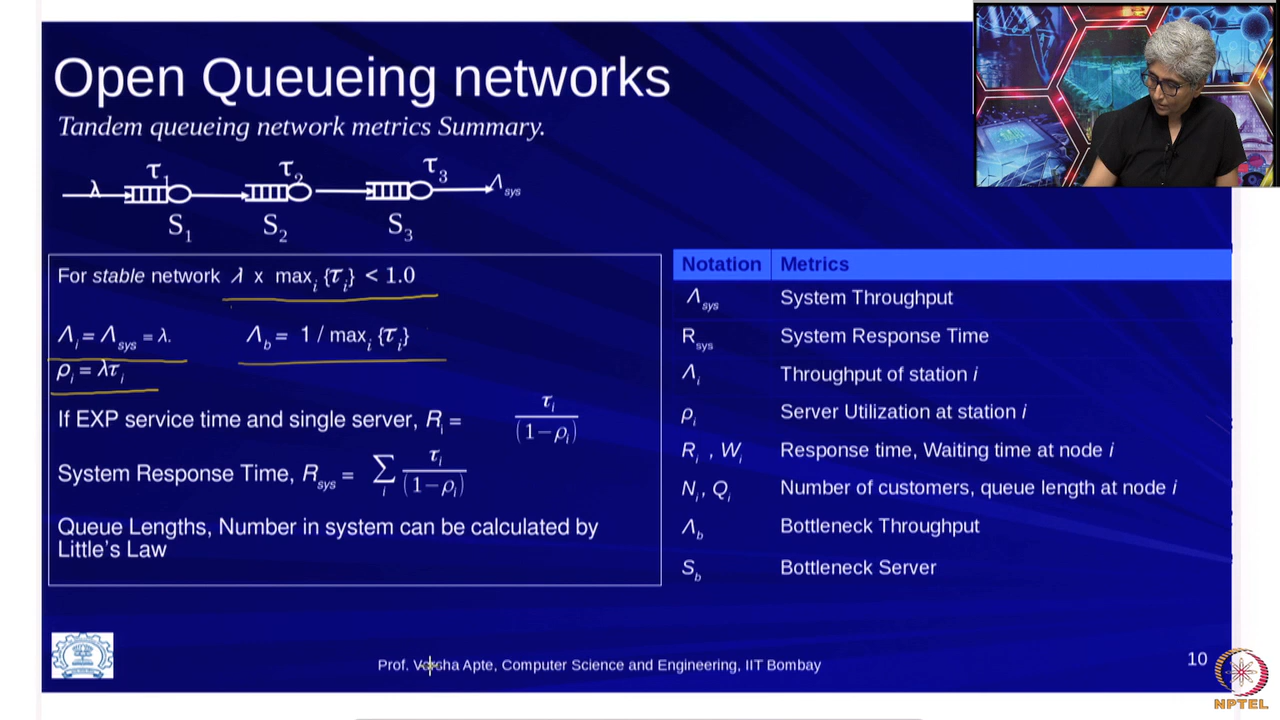 Open Queueing networks
Tandem queueing network metrics Summary.
τ1 τ2 τ3
λ Λsys
S1 S2 S3
For stable network λ x maxi {τi} < 1.0
Λi = Λsys = λ. Λb = 1 / maxi {τi}
ρi = λτi
If EXP service time and single server, Ri = τi / (1−ρi)
System Response Time, Rsys = ∑i τi / (1−ρi)
Queue Lengths, Number in system can be calculated by
Little's Law
Notation Metrics
Λsys System Throughput
Rsys System Response Time
Λi Throughput of station i
ρi Server Utilization at station i
Ri , Wi Response time, Waiting time at node i
Ni, Qi Number of customers, queue length at node i
Λb Bottleneck Throughput
Sb Bottleneck Server
Prof. Varsha Apte, Computer Science and Engineering, IIT Bombay
10
NPTEL